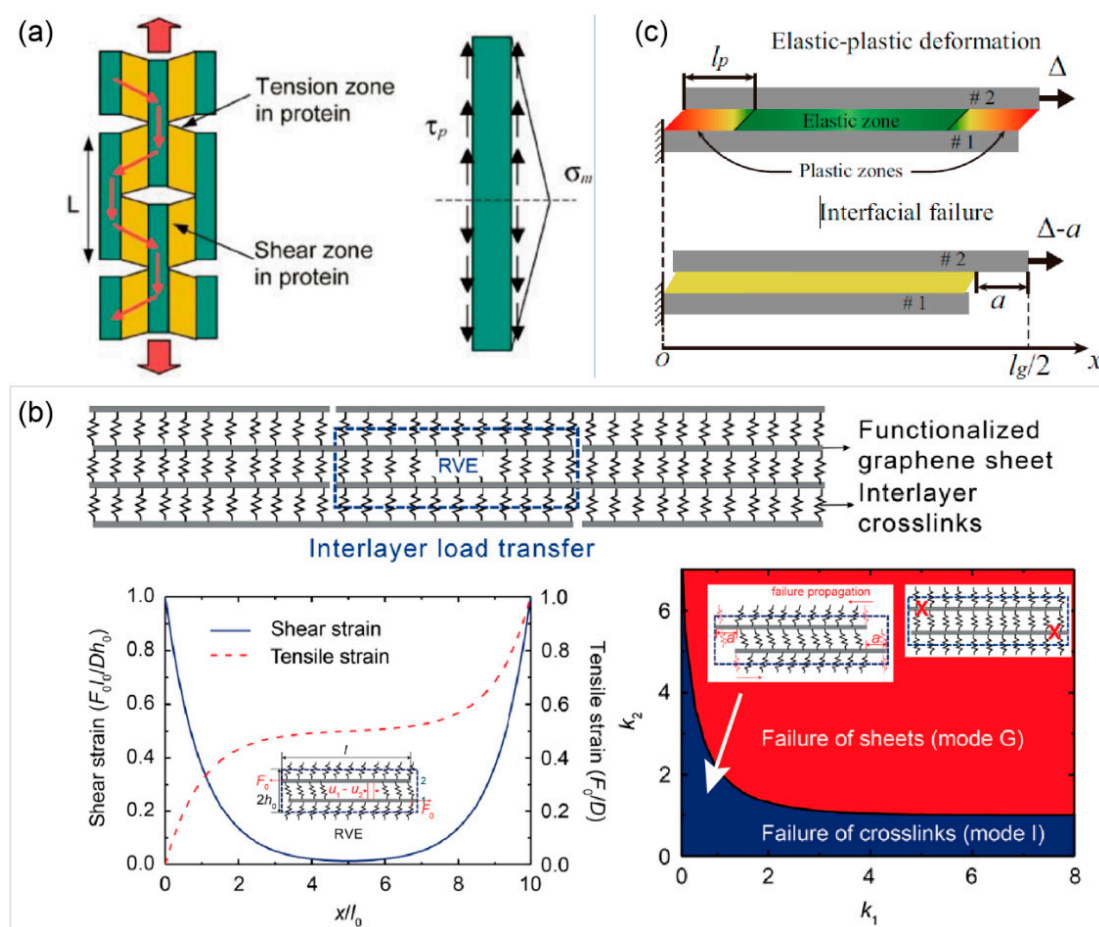 (a)
Tension zone
in protein
L
Shear zone
in protein
τp
σm
(c)
Elastic-plastic deformation
lp
Δ
# 2
Elastic zone
# 1
Plastic zones
Interfacial failure
Δ-a
# 2
# 1
a
O
lg/2
x
(b)
RVE
Functionalized
graphene sheet
Interlayer
crosslinks
Interlayer load transfer
1.0
0.8
0.6
0.4
0.2
0.0
Shear strain (F0l0/Dh0)
Shear strain
Tensile strain
l
F0
2h0
u1 - u2
2
1
F0
RVE
0
2
4
6
8
10
x/l0
1.0
0.8
0.6
0.4
0.2
0.0
Tensile strain (F0/D)
6
4
2
0
k2
failure propagation
a
a
X
X
Failure of sheets (mode G)
Failure of crosslinks (mode I)
0
2
4
6
8
k1